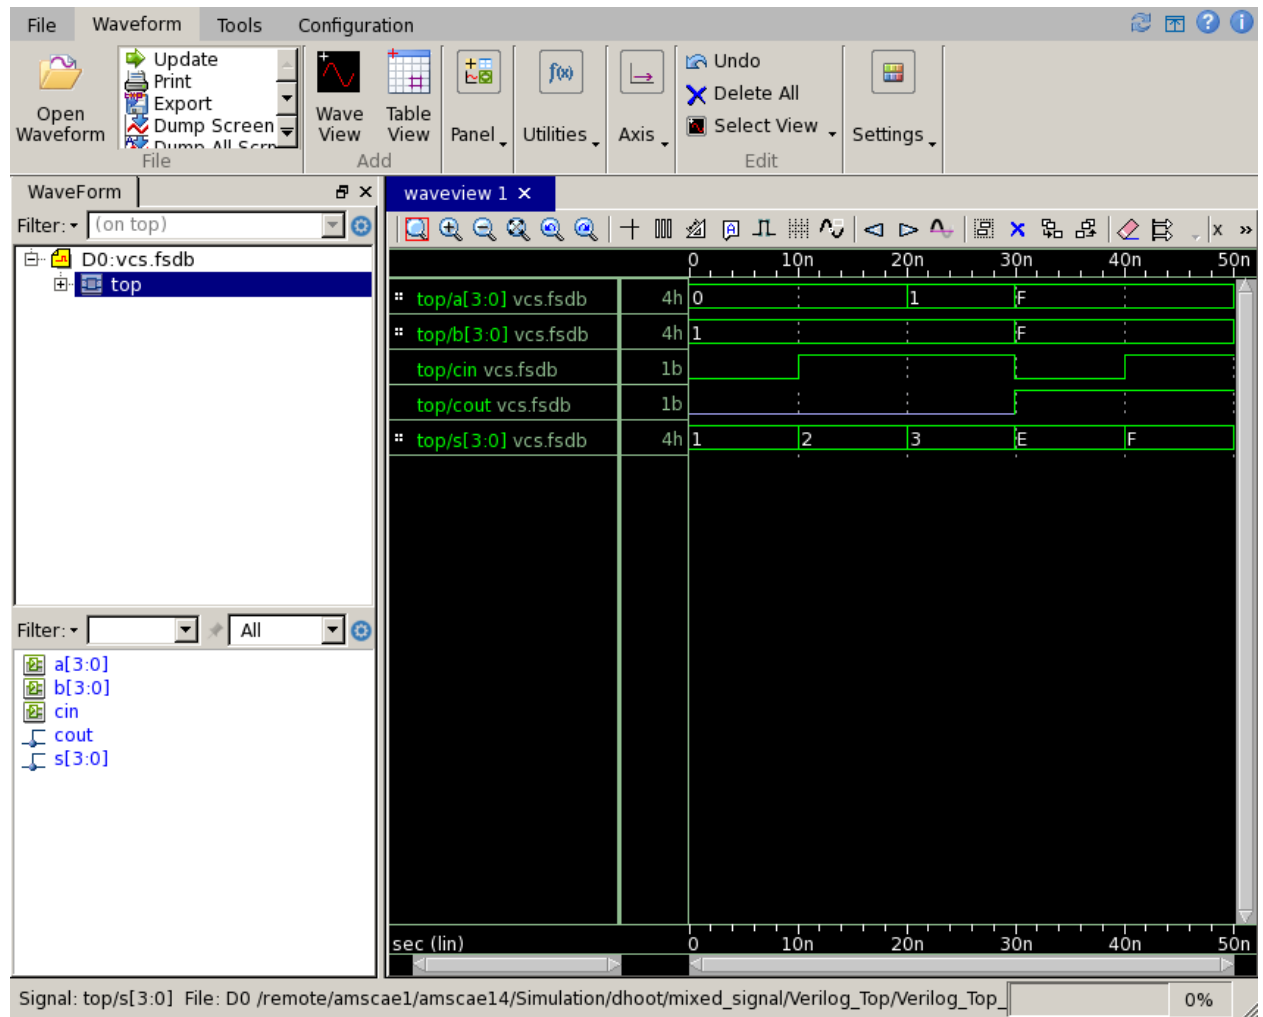 File Waveform Tools Configuration
Open Waveform
Update
Print
Export
Dump Screen
Dump All Scrn
File
Wave View
Table View
Add
Panel
Utilities
Axis
Undo
Delete All
Select View
Edit
Settings
WaveForm
Filter: (on top)
D0:vcs.fsdb
top
Filter: All
a[3:0]
b[3:0]
cin
cout
s[3:0]
waveview 1
0 10n 20n 30n 40n 50n
top/a[3:0] vcs.fsdb 4h 0 1 F
top/b[3:0] vcs.fsdb 4h 1 F
top/cin vcs.fsdb 1b
top/cout vcs.fsdb 1b
top/s[3:0] vcs.fsdb 4h 1 2 3 E F
sec (lin) 0 10n 20n 30n 40n 50n
Signal: top/s[3:0] File: D0 /remote/amscae1/amscae14/Simulation/dhoot/mixed_signal/Verilog_Top/Verilog_Top_ 0%